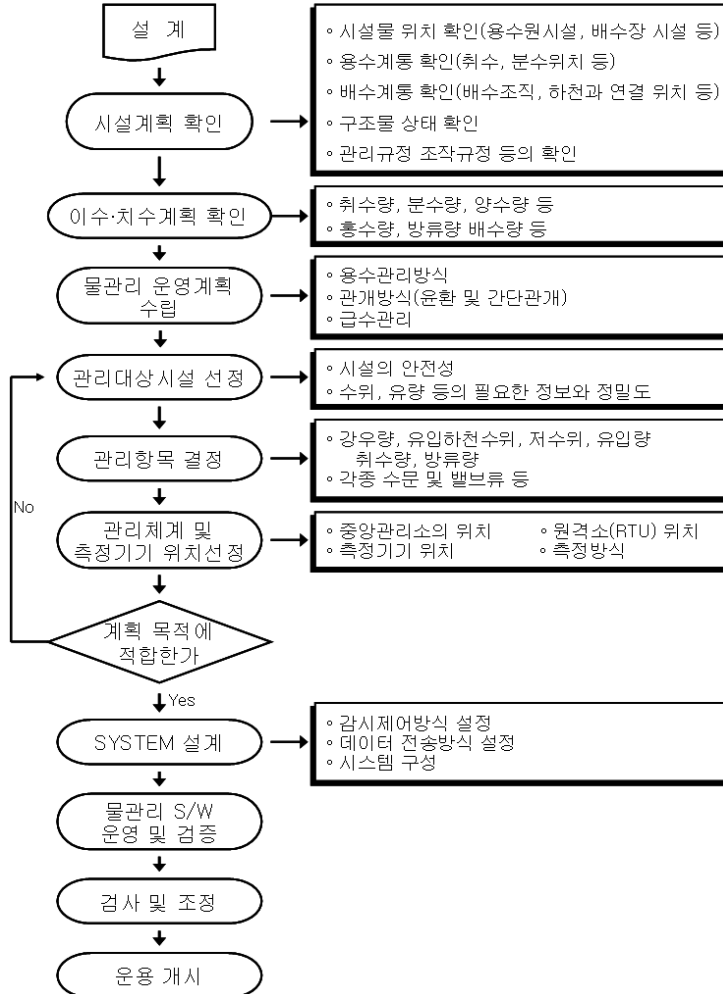 설 계
시설계획 확인
◦ 시설물 위치 확인(용수원시설, 배수장 시설 등)
◦ 용수계통 확인(취수, 분수위치 등)
◦ 배수계통 확인(배수조직, 하천과 연결 위치 등)
◦ 구조물 상태 확인
◦ 관리규정 조작규정 등의 확인
이수·치수계획 확인
◦ 취수량, 분수량, 양수량 등
◦ 홍수량, 방류량 배수량 등
물관리 운영계획
수립
◦ 용수관리방식
◦ 관개방식(윤환 및 간단관개)
◦ 급수관리
관리대상시설 선정
◦ 시설의 안전성
◦ 수위, 유량 등의 필요한 정보와 정밀도
관리항목 결정
◦ 강우량, 유입하천수위, 저수위, 유입량
취수량, 방류량
◦ 각종 수문 및 밸브류 등
No
관리체계 및
측정기기 위치선정
◦ 중앙관리소의 위치 ◦ 원격소(RTU) 위치
◦ 측정기기 위치 ◦ 측정방식
계획 목적에
적합한가
Yes
SYSTEM 설계
◦ 감시제어방식 설정
◦ 데이터 전송방식 설정
◦ 시스템 구성
물관리 S/W
운영 및 검증
검사 및 조정
운용 개시